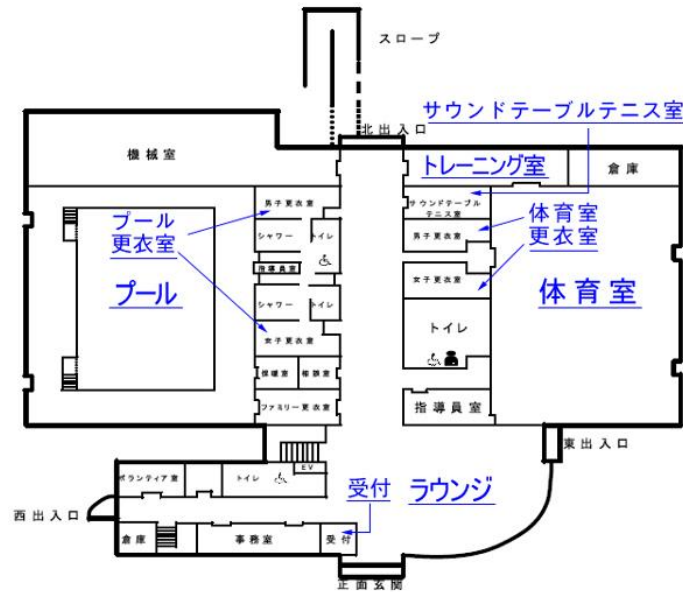 スロープ
サウンドテーブルテニス室
北出入口
機械室
トレーニング室
倉庫
男子更衣室
サウンドテーブル
テニス室
プール
更衣室
シャワー
トイレ
男子更衣室
体育室
更衣室
指導員室
女子更衣室
プール
シャワー
トイレ
体育室
女子更衣室
トイレ
採暖室
相談室
ファミリー更衣室
指導員室
東出入口
EV
ボランティア室
トイレ
受付
ラウンジ
西出入口
倉庫
事務室
受付
正面玄関